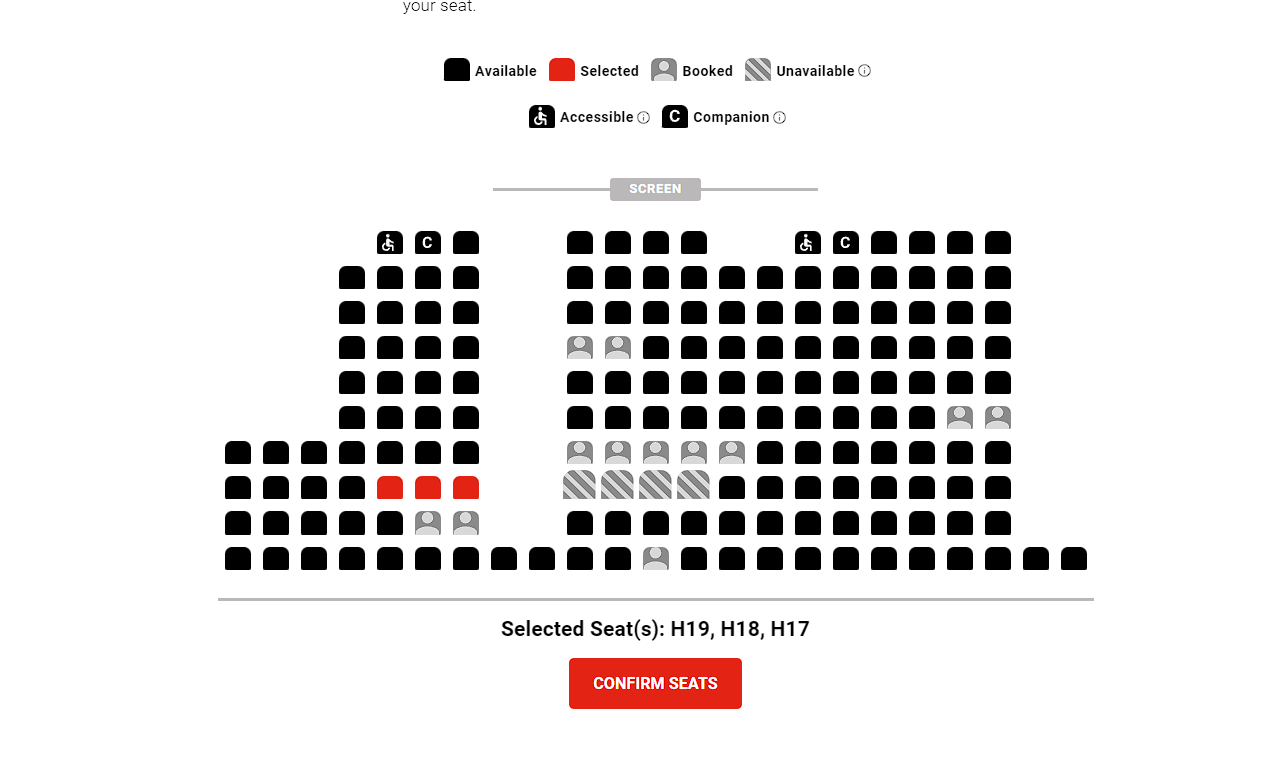 your seat.
Available Selected Booked Unavailable
Accessible C Companion
SCREEN
C C
Selected Seat(s): H19, H18, H17
CONFIRM SEATS